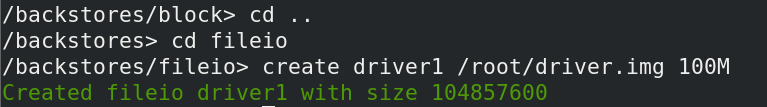 /backstores/block> cd ..
/backstores> cd fileio
/backstores/fileio> create driver1 /root/driver.img 100M
Created fileio driver1 with size 104857600